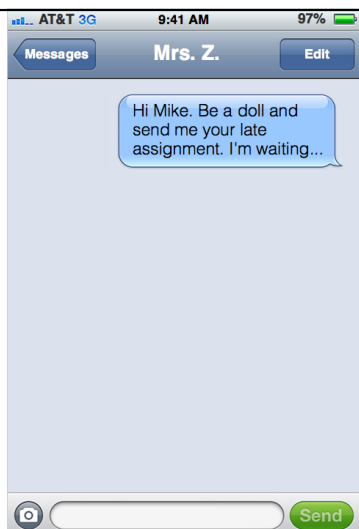 AT&T 3G 9:41 AM 97%
Messages Mrs. Z. Edit
Hi Mike. Be a doll and
send me your late
assignment. I'm waiting...
Send